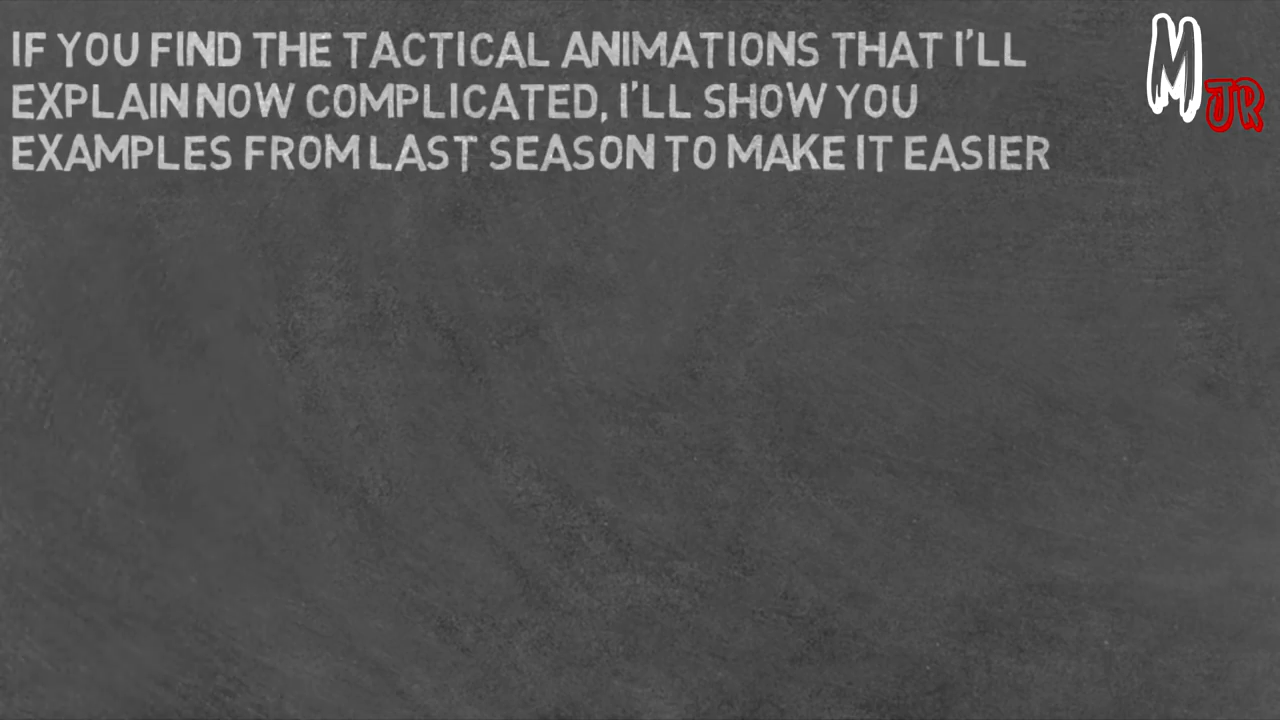 IF YOU FIND THE TACTICAL ANIMATIONS THAT I'LL
EXPLAIN NOW COMPLICATED, I'LL SHOW YOU
EXAMPLES FROM LAST SEASON TO MAKE IT EASIER
M JR